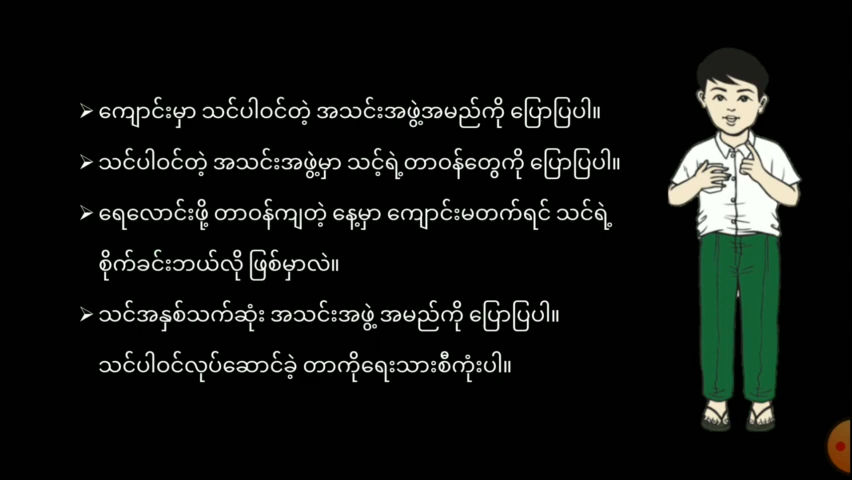 ➢ ကျောင်းမှာ သင်ပါဝင်တဲ့ အသင်းအဖွဲ့အမည်ကို ပြောပြပါ။
➢ သင်ပါဝင်တဲ့ အသင်းအဖွဲ့မှာ သင့်ရဲ့တာဝန်တွေကို ပြောပြပါ။
➢ ရေလောင်းဖို့ တာဝန်ကျတဲ့ နေ့မှာ ကျောင်းမတက်ရင် သင်ရဲ့
စိုက်ခင်းဘယ်လို ဖြစ်မှာလဲ။
➢ သင်အနှစ်သက်ဆုံး အသင်းအဖွဲ့ အမည်ကို ပြောပြပါ။
သင်ပါဝင်လုပ်ဆောင်ခဲ့ တာကိုရေးသားစီကုံးပါ။